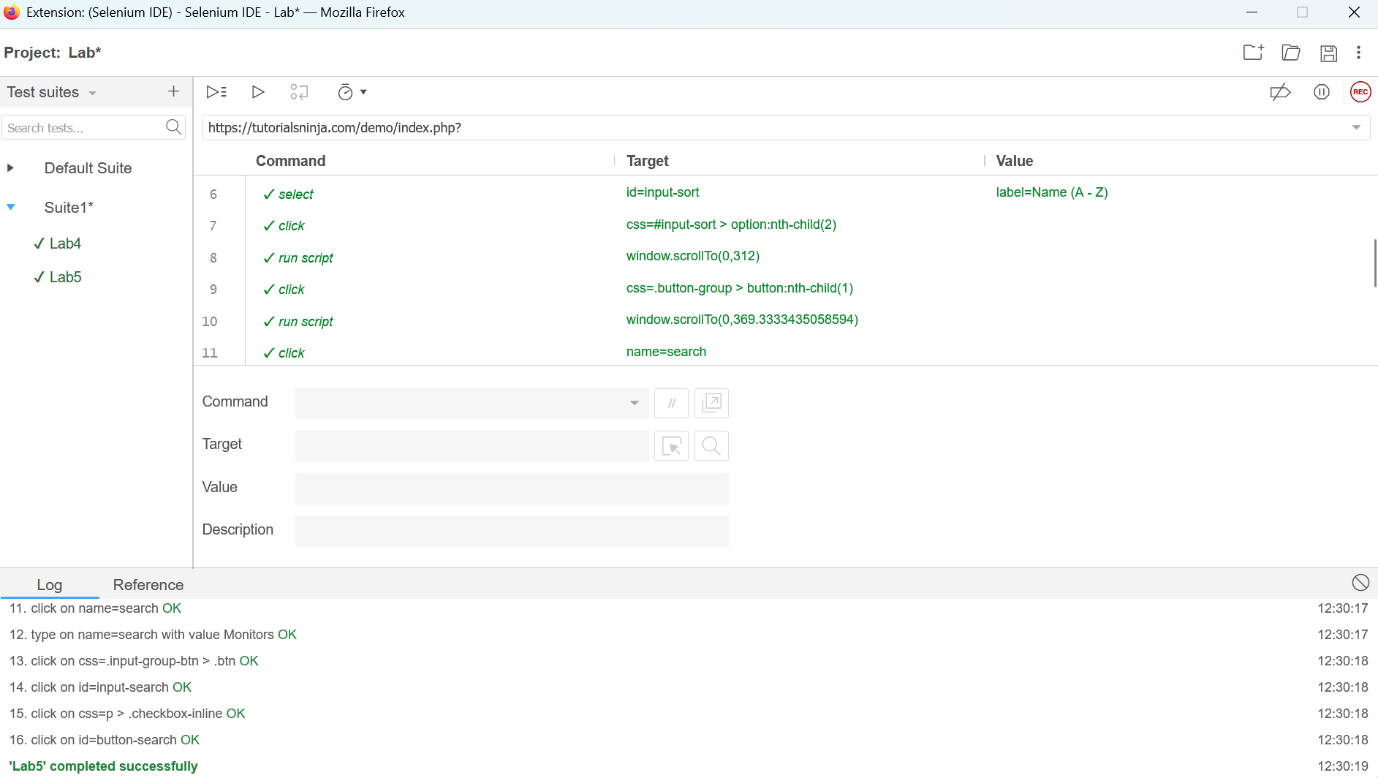 Extension: (Selenium IDE) - Selenium IDE - Lab* — Mozilla Firefox
Project: Lab*
Test suites
Search tests...
Default Suite
Suite1*
✓ Lab4
✓ Lab5
REC
https://tutorialsninja.com/demo/index.php?
Command Target Value
6 ✓ select id=input-sort label=Name (A - Z)
7 ✓ click css=#input-sort > option:nth-child(2)
8 ✓ run script window.scrollTo(0,312)
9 ✓ click css=.button-group > button:nth-child(1)
10 ✓ run script window.scrollTo(0,369.3333435058594)
11 ✓ click name=search
Command //
Target
Value
Description
Log Reference
11. click on name=search OK 12:30:17
12. type on name=search with value Monitors OK 12:30:17
13. click on css=.input-group-btn > .btn OK 12:30:18
14. click on id=input-search OK 12:30:18
15. click on css=p > .checkbox-inline OK 12:30:18
16. click on id=button-search OK 12:30:18
'Lab5' completed successfully 12:30:19